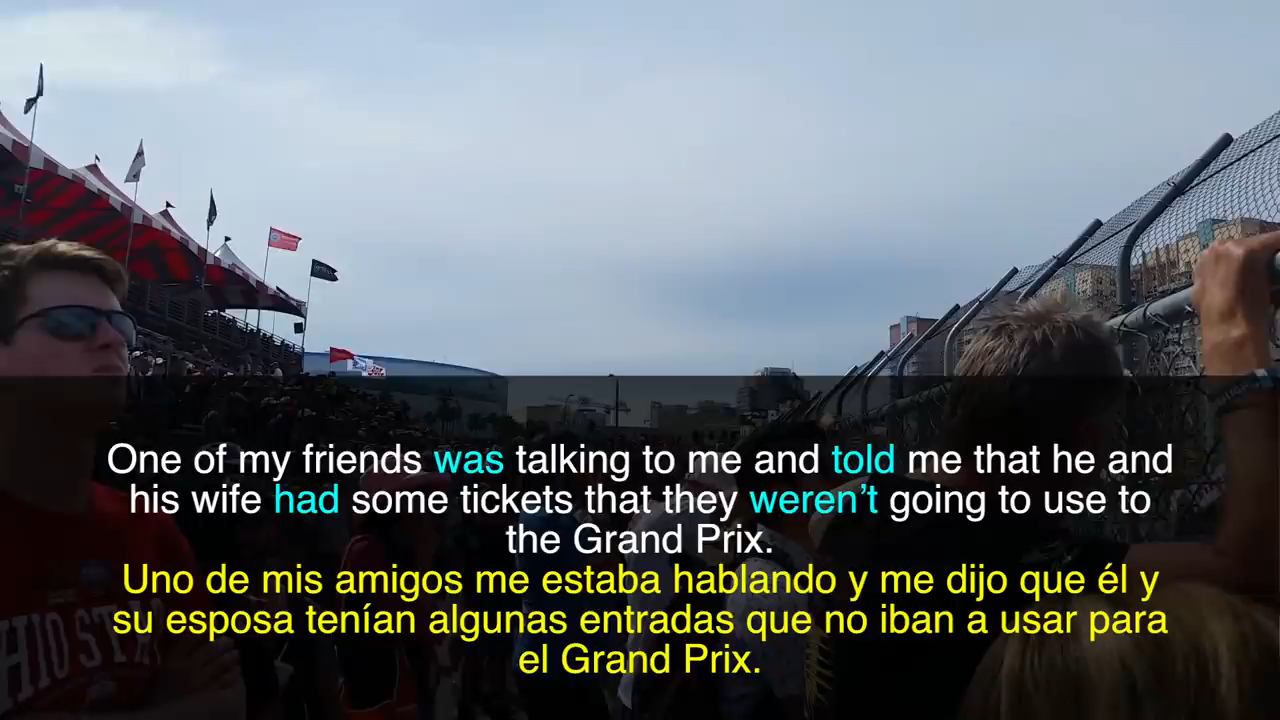 One of my friends was talking to me and told me that he and
his wife had some tickets that they weren’t going to use to
the Grand Prix.
Uno de mis amigos me estaba hablando y me dijo que él y
su esposa tenían algunas entradas que no iban a usar para
el Grand Prix.
HIO STA